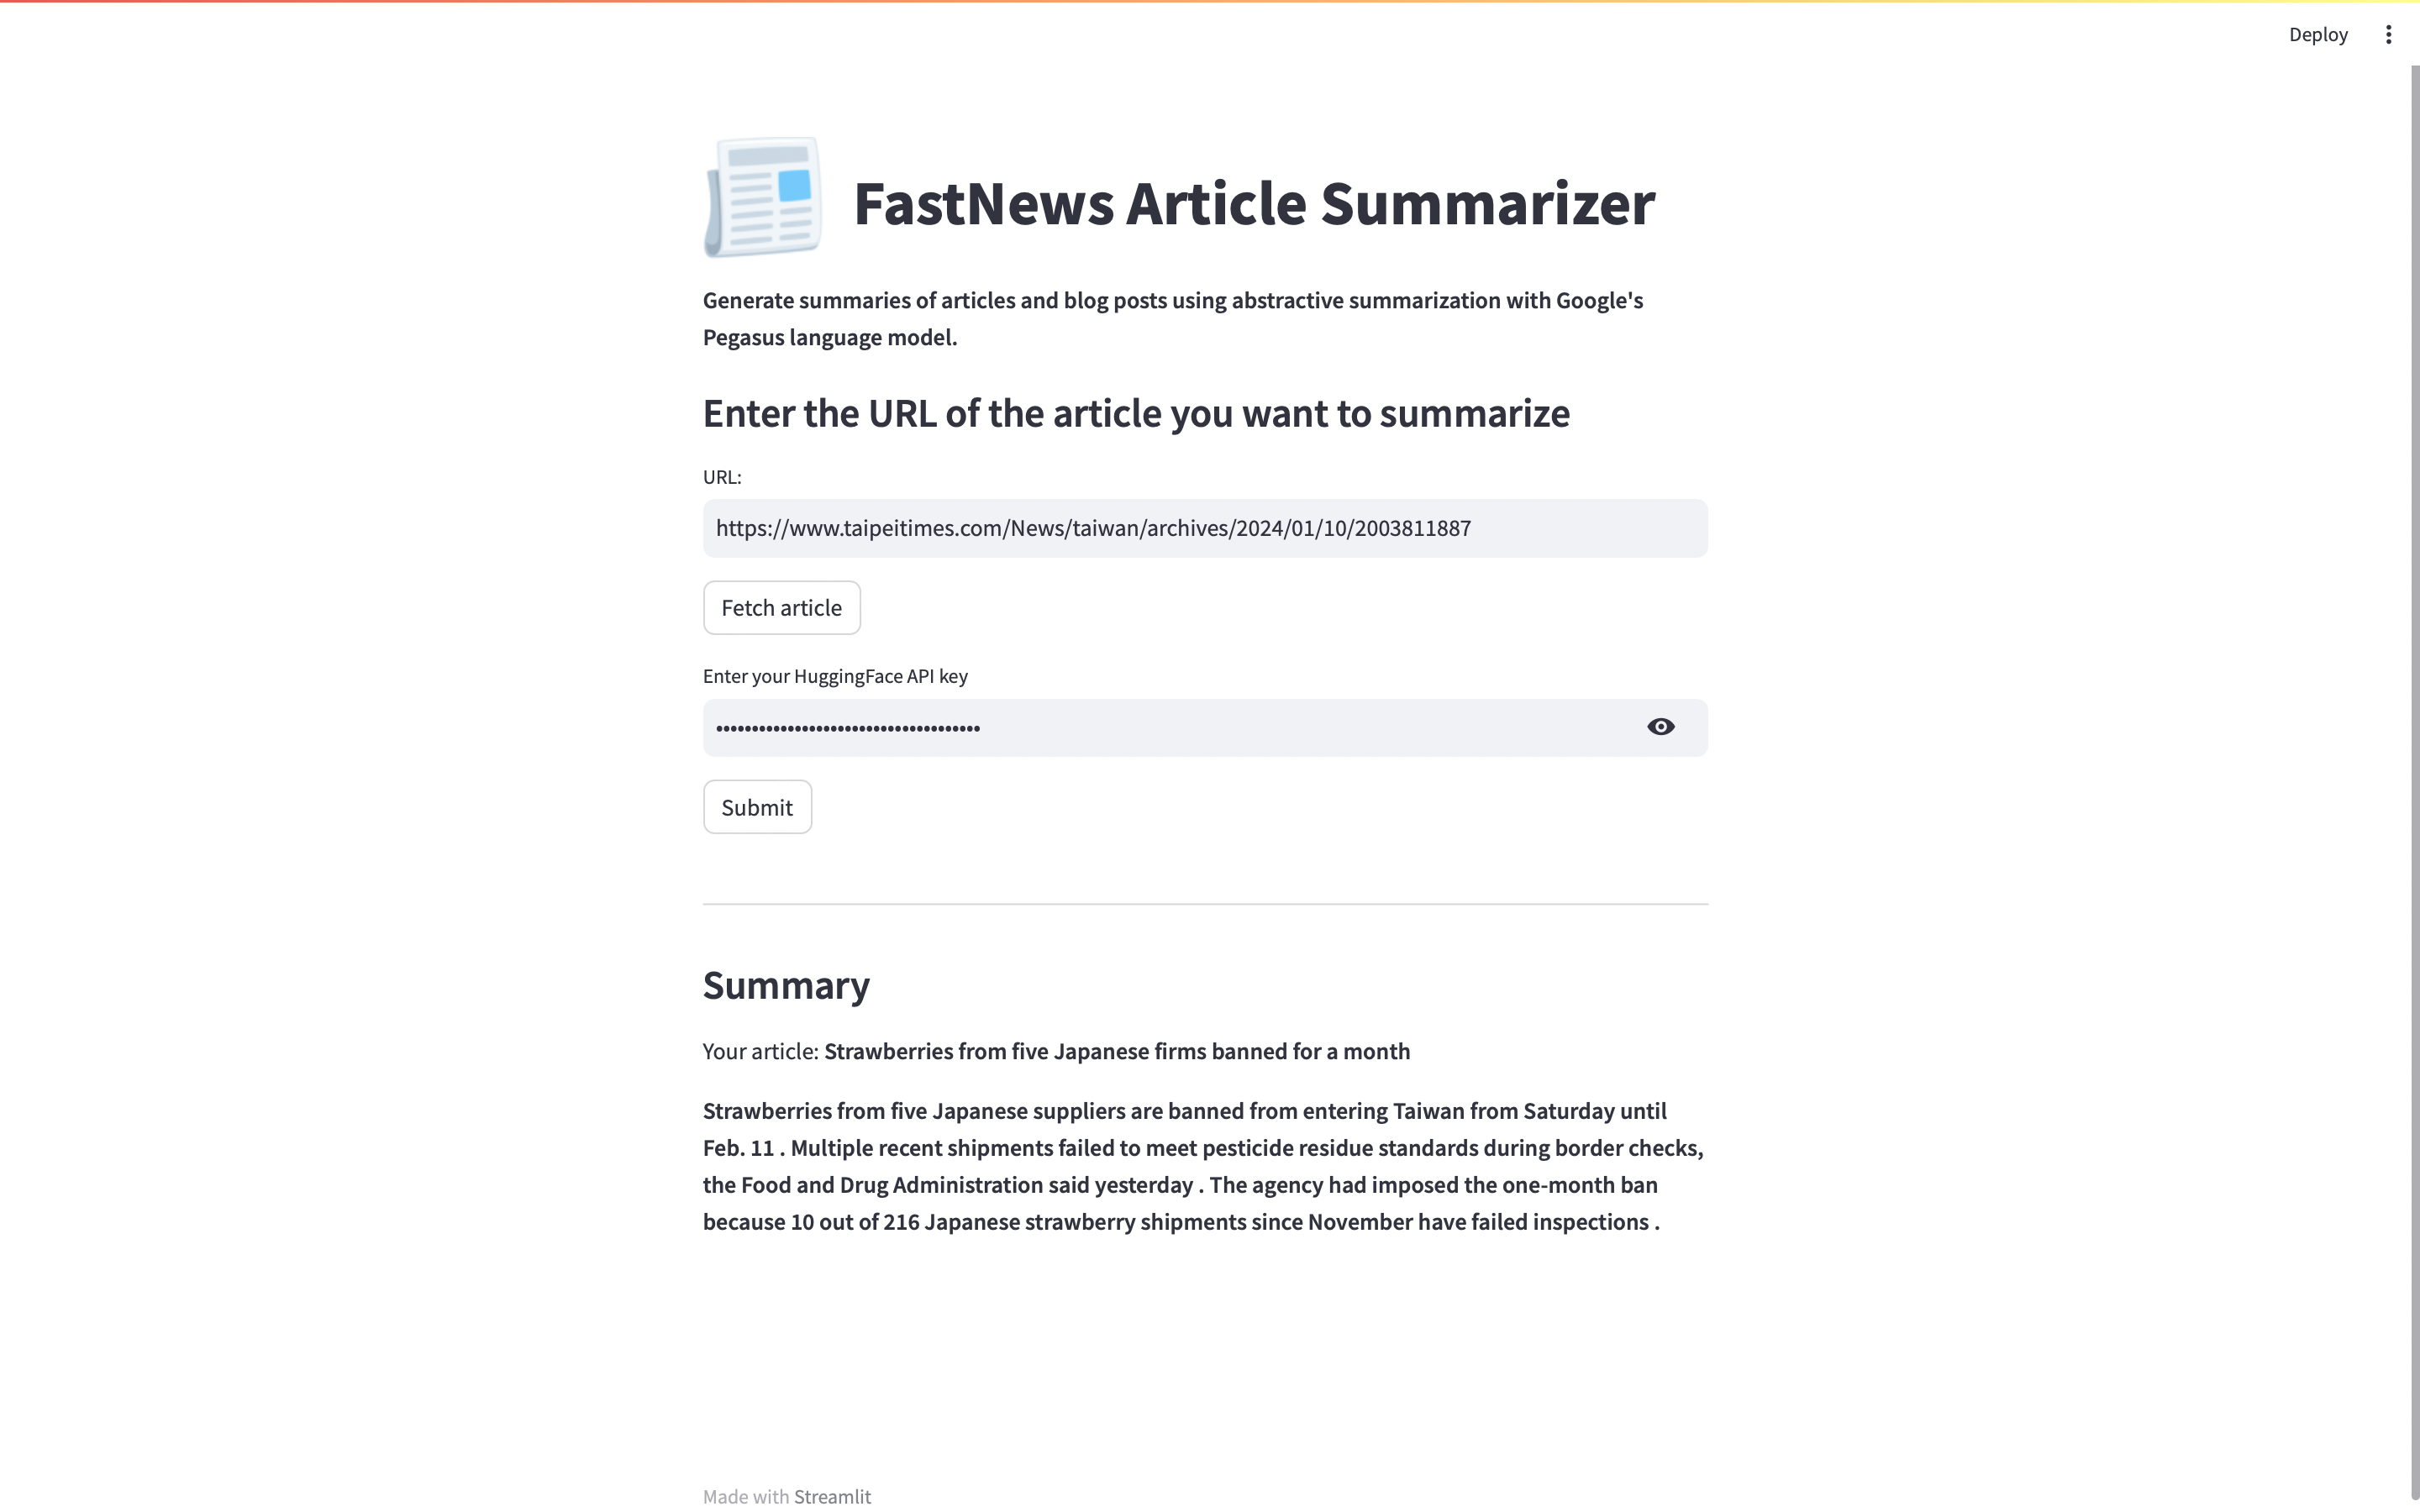 Deploy
FastNews Article Summarizer
Generate summaries of articles and blog posts using abstractive summarization with Google's
Pegasus language model.
Enter the URL of the article you want to summarize
URL:
https://www.taipeitimes.com/News/taiwan/archives/2024/01/10/2003811887
Fetch article
Enter your HuggingFace API key
•••••••••••••••••••••••••••••••••••••
Submit
Summary
Your article: Strawberries from five Japanese firms banned for a month
Strawberries from five Japanese suppliers are banned from entering Taiwan from Saturday until
Feb. 11 . Multiple recent shipments failed to meet pesticide residue standards during border checks,
the Food and Drug Administration said yesterday . The agency had imposed the one-month ban
because 10 out of 216 Japanese strawberry shipments since November have failed inspections .
Made with Streamlit